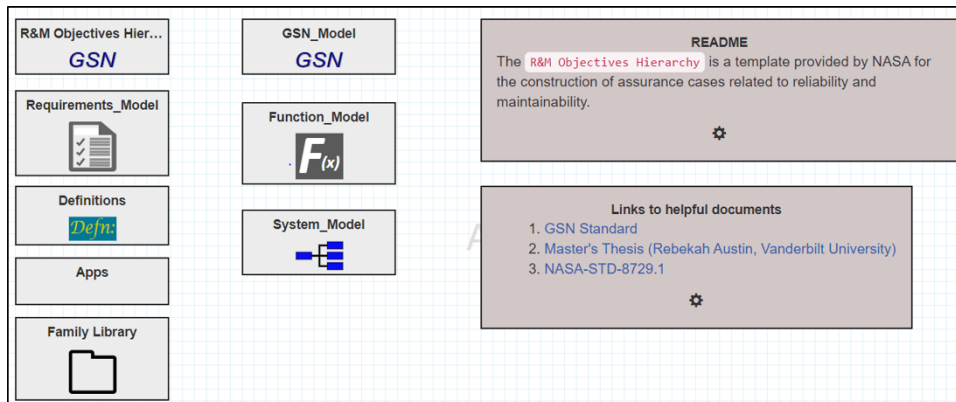 R&M Objectives Hier...
GSN
Requirements_Model
Definitions
Defn:
Apps
Family Library
GSN_Model
GSN
Function_Model
F(x)
System_Model
README
The R&M Objectives Hierarchy is a template provided by NASA for
the construction of assurance cases related to reliability and
maintainability.
Links to helpful documents
1. GSN Standard
2. Master's Thesis (Rebekah Austin, Vanderbilt University)
3. NASA-STD-8729.1